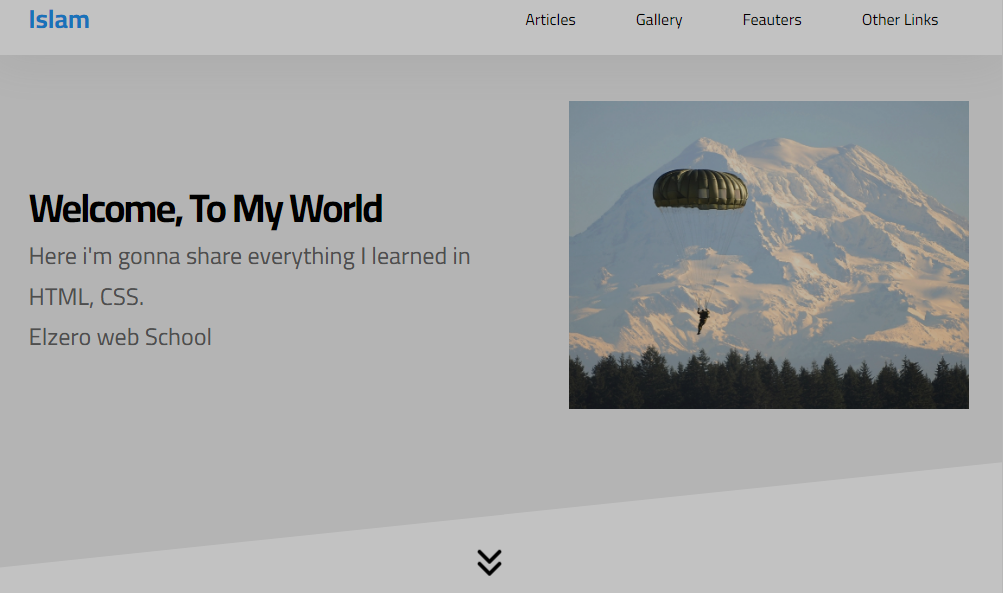 Islam
Articles Gallery Feauters Other Links
Welcome, To My World
Here i'm gonna share everything I learned in
HTML, CSS.
Elzero web School